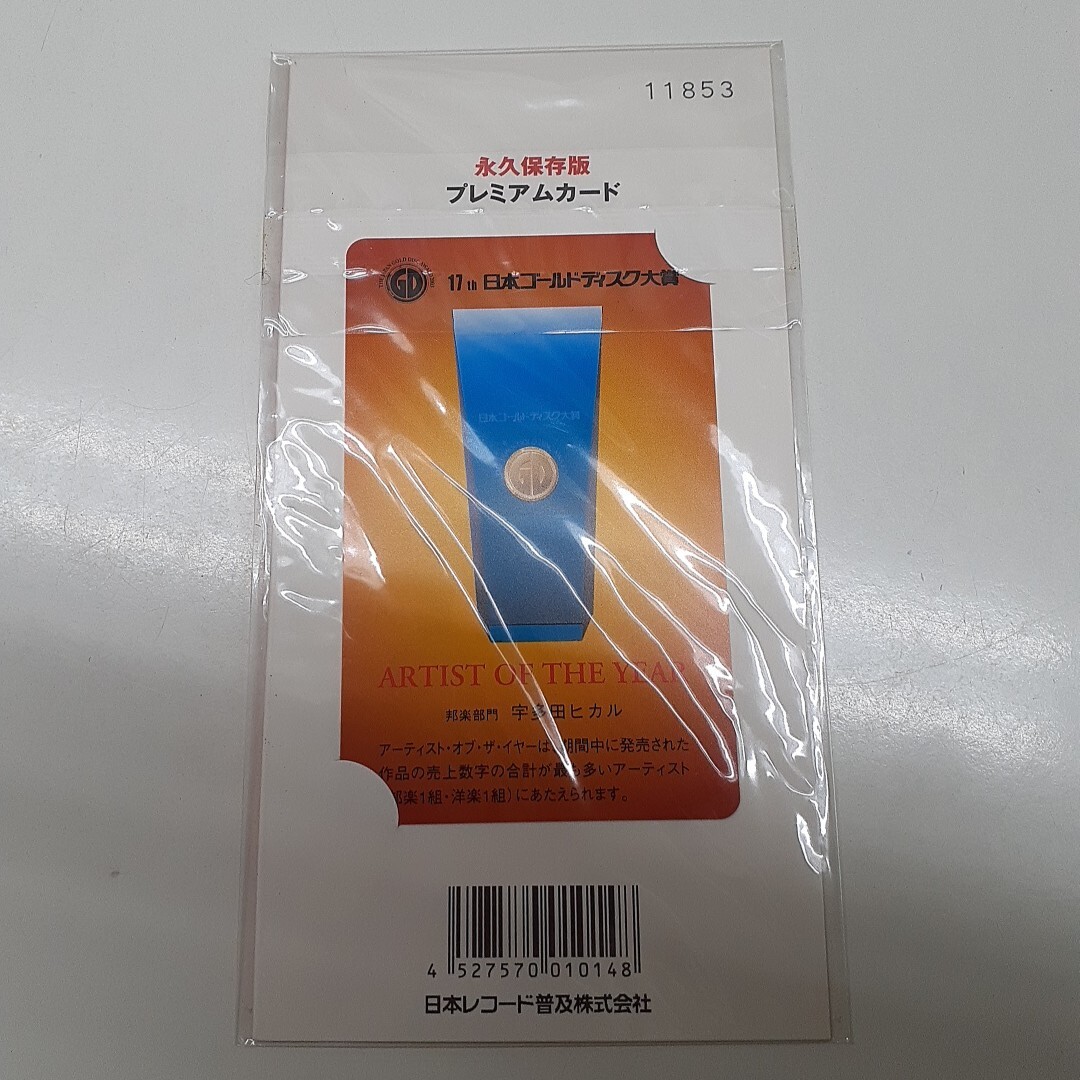 11853
永久保存版
プレミアムカード
GD
17th 日本ゴールドディスク大賞
日本ゴールドディスク大賞
ARTIST OF THE YEAR
邦楽部門 宇多田ヒカル
アーティスト・オブ・ザ・イヤーは、期間中に発売された
作品の売上数字の合計が最も多いアーティスト
(邦楽1組・洋楽1組)にあたえられます。
4 527570 010148
日本レコード普及株式会社